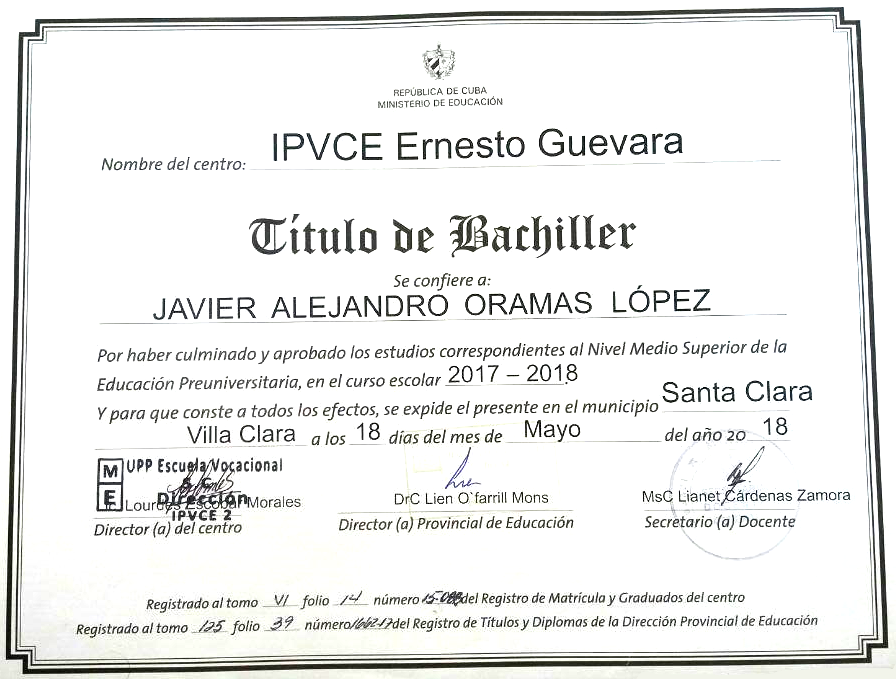 REPÚBLICA DE CUBA
MINISTERIO DE EDUCACIÓN
Nombre del centro: IPVCE Ernesto Guevara
Título de Bachiller
Se confiere a:
JAVIER ALEJANDRO ORAMAS LÓPEZ
Por haber culminado y aprobado los estudios correspondientes al Nivel Medio Superior de la
Educación Preuniversitaria, en el curso escolar 2017 – 2018
Y para que conste a todos los efectos, se expide el presente en el municipio Santa Clara
Villa Clara a los 18 días del mes de Mayo del año 20 18
M E UPP Escuela Vocacional
Dirección
IPVCE 2
Lourdes Escobar Morales
Director (a) del centro
DrC Lien O`farrill Mons
Director (a) Provincial de Educación
MsC Lianet Cárdenas Zamora
Secretario (a) Docente
Registrado al tomo VI folio 14 número del Registro de Matrícula y Graduados del centro
Registrado al tomo 125 folio 39 número del Registro de Títulos y Diplomas de la Dirección Provincial de Educación